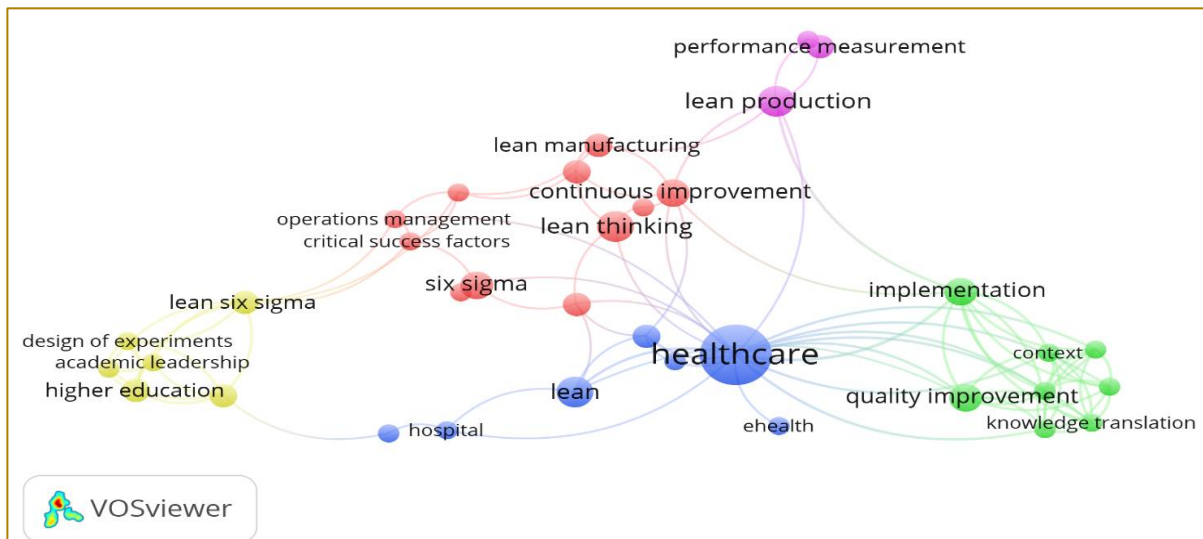 performance measurement
lean production
lean manufacturing
continuous improvement
operations management
lean thinking
critical success factors
six sigma
implementation
lean six sigma
design of experiments
healthcare
context
academic leadership
higher education
lean
quality improvement
hospital
ehealth
knowledge translation
VOSviewer